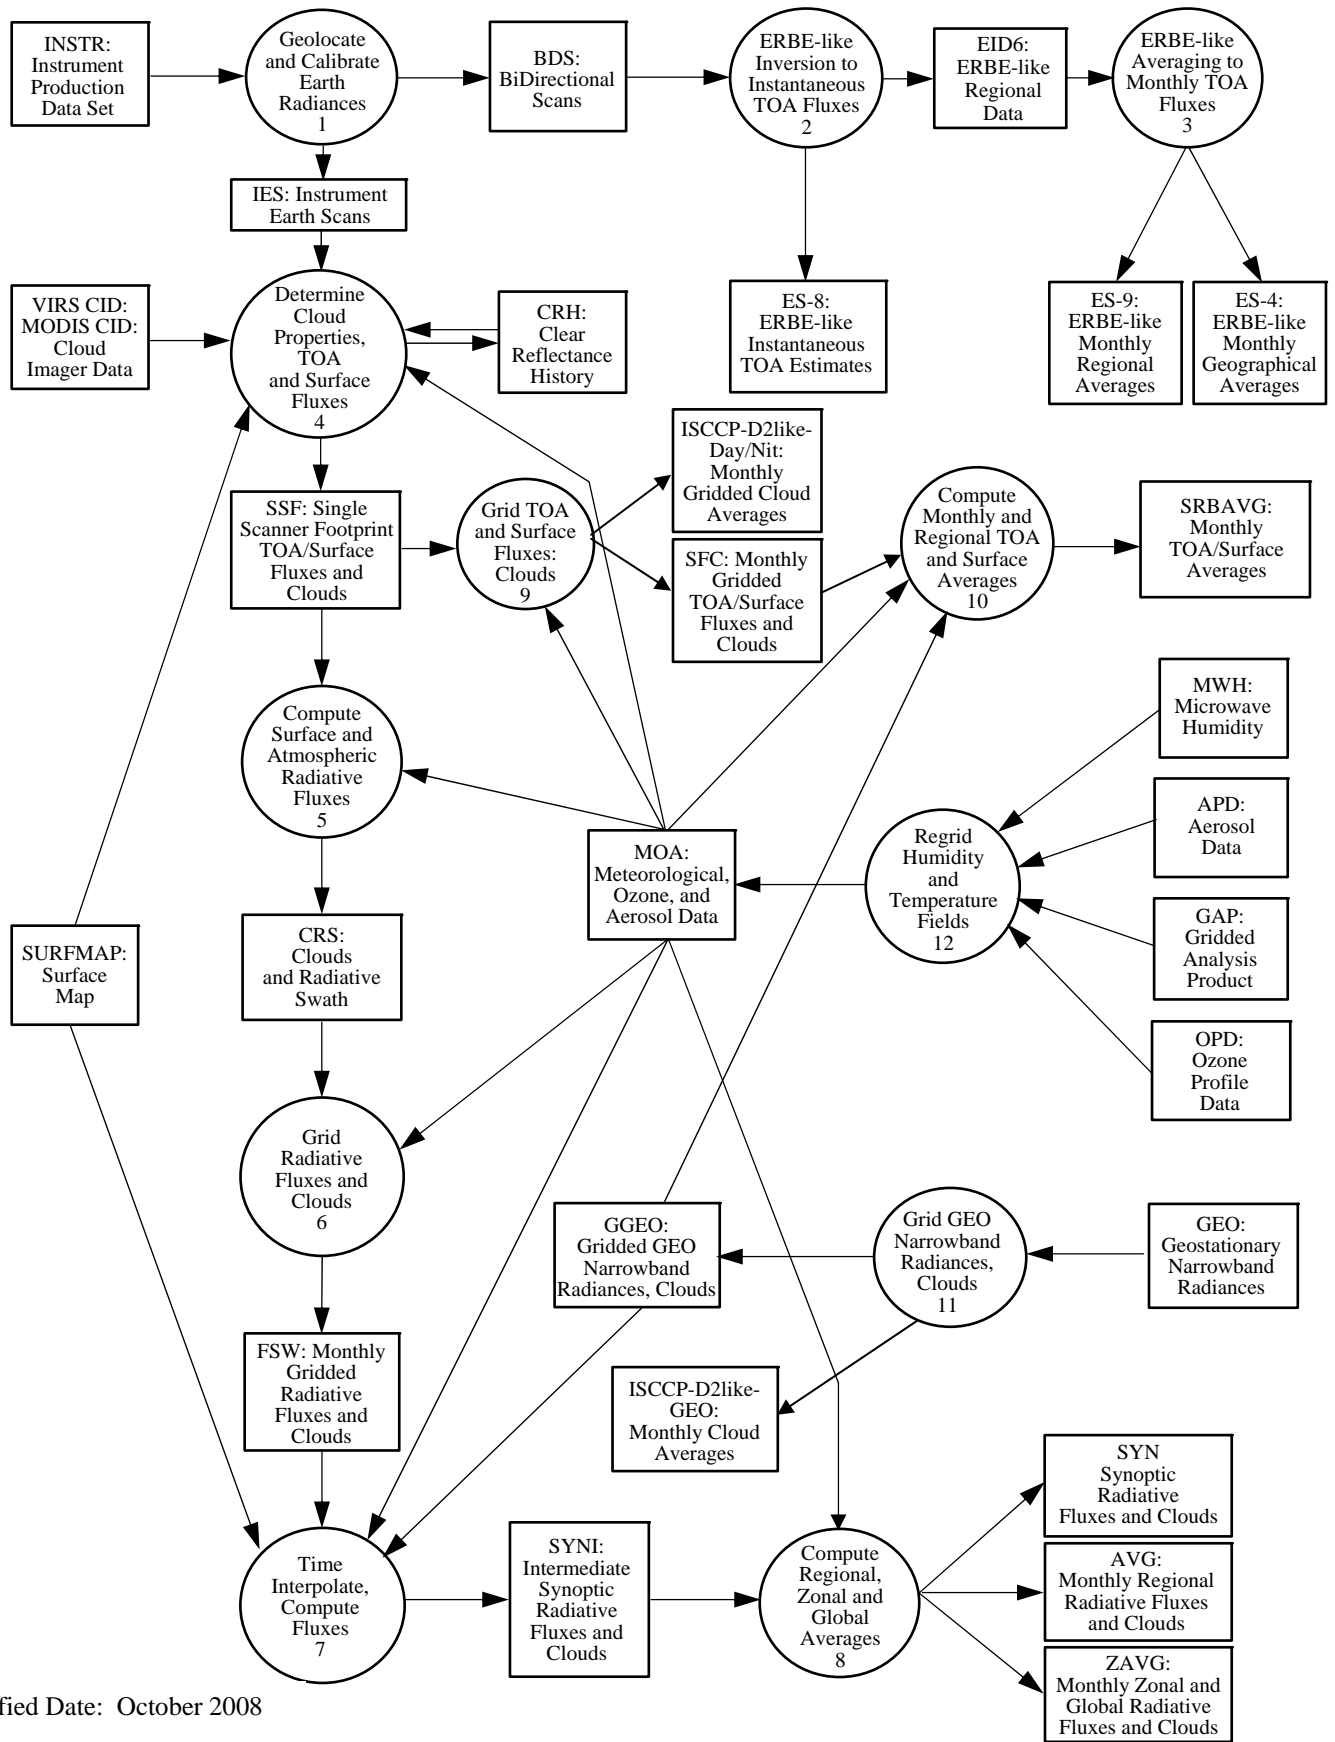 INSTR:
Instrument
Production
Data Set
Geolocate
and Calibrate
Earth
Radiances
1
BDS:
BiDirectional
Scans
ERBE-like
Inversion to
Instantaneous
TOA Fluxes
2
EID6:
ERBE-like
Regional
Data
ERBE-like
Averaging to
Monthly TOA
Fluxes
3
IES: Instrument
Earth Scans
VIRS CID:
MODIS CID:
Cloud
Imager Data
Determine
Cloud
Properties,
TOA
and Surface
Fluxes
4
CRH:
Clear
Reflectance
History
ES-8:
ERBE-like
Instantaneous
TOA Estimates
ES-9:
ERBE-like
Monthly
Regional
Averages
ES-4:
ERBE-like
Monthly
Geographical
Averages
SSF: Single
Scanner Footprint
TOA/Surface
Fluxes and
Clouds
Grid TOA
and Surface
Fluxes:
Clouds
9
ISCCP-D2like-
Day/Nit:
Monthly
Gridded Cloud
Averages
SFC: Monthly
Gridded
TOA/Surface
Fluxes and
Clouds
Compute
Monthly and
Regional TOA
and Surface
Averages
10
SRBAVG:
Monthly
TOA/Surface
Averages
Compute
Surface and
Atmospheric
Radiative
Fluxes
5
MWH:
Microwave
Humidity
APD:
Aerosol
Data
MOA:
Meteorological,
Ozone, and
Aerosol Data
Regrid
Humidity
and
Temperature
Fields
12
GAP:
Gridded
Analysis
Product
SURFMAP:
Surface
Map
CRS:
Clouds
and Radiative
Swath
OPD:
Ozone
Profile
Data
Grid
Radiative
Fluxes and
Clouds
6
GGEO:
Gridded GEO
Narrowband
Radiances, Clouds
Grid GEO
Narrowband
Radiances,
Clouds
11
GEO:
Geostationary
Narrowband
Radiances
FSW: Monthly
Gridded
Radiative
Fluxes and
Clouds
ISCCP-D2like-
GEO:
Monthly Cloud
Averages
Time
Interpolate,
Compute
Fluxes
7
SYNI:
Intermediate
Synoptic
Radiative
Fluxes and
Clouds
Compute
Regional,
Zonal and
Global
Averages
8
SYN
Synoptic
Radiative
Fluxes and Clouds
AVG:
Monthly Regional
Radiative Fluxes
and Clouds
ZAVG:
Monthly Zonal and
Global Radiative
Fluxes and Clouds
fied Date: October 2008